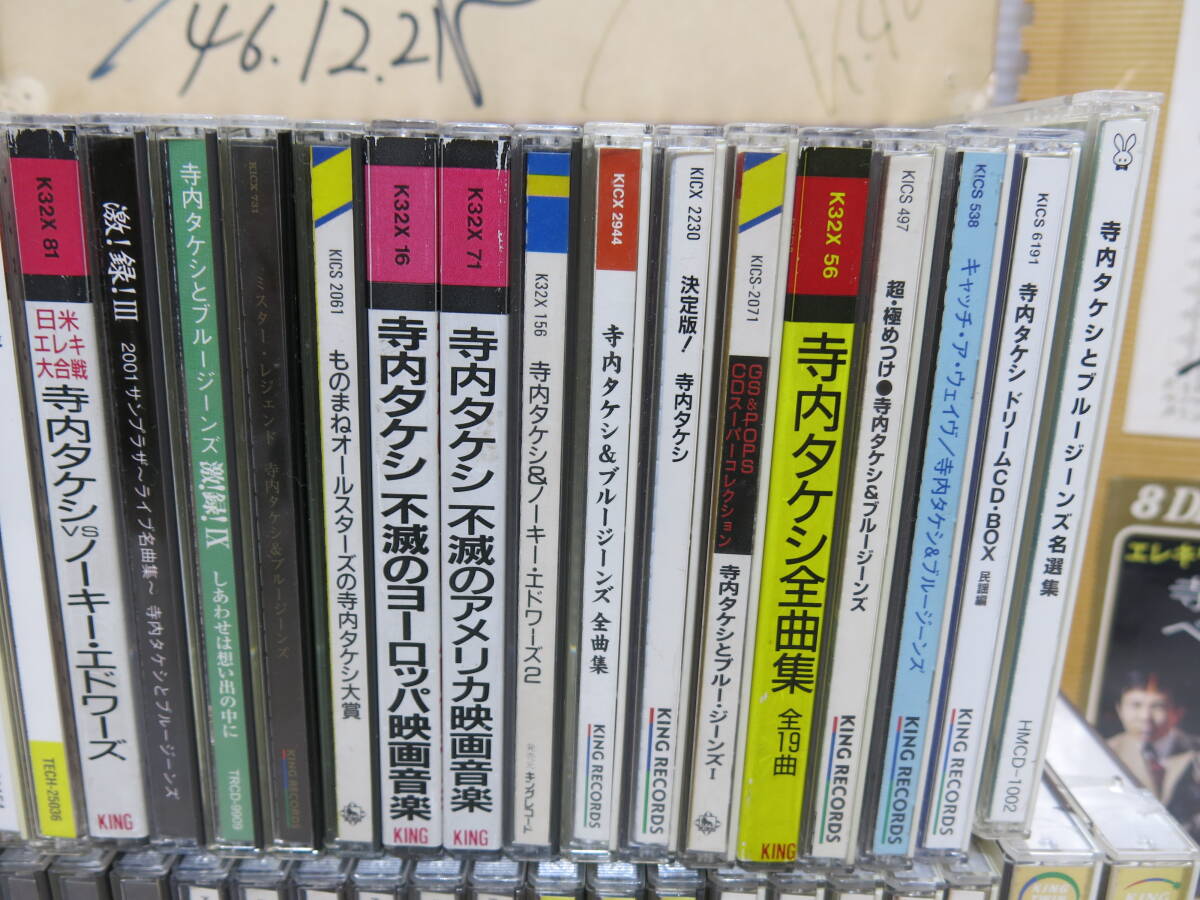 46.12.21
K32X 81
日米
エレキ
大合戦
寺内タケシ vs ノーキー・エドワーズ
KING
TECH-25036
激!録!III
2001サンプラザ〜ライブ名曲集〜 寺内タケシとブルージーンズ
寺内タケシとブルージーンズ 激!録!IX しあわせは想い出の中に
TRCD-9909
KICX 731
ミスター・レジェンド 寺内タケシ&ブルージーンズ
KING RECORDS
KICS 2061
ものまねオールスターズの寺内タケシ大賞
K32X 16
寺内タケシ 不滅のヨーロッパ映画音楽
KING
K32X 71
寺内タケシ 不滅のアメリカ映画音楽
KING
K32X 156
寺内タケシ&ノーキー・エドワーズ2
キングレコード
KICX 2944
寺内タケシ&ブルージーンズ 全曲集
KING RECORDS
KICX 2230
決定版! 寺内タケシ
KING RECORDS
KICS-2071
GS&POPS
CDスーパーコレクション
寺内タケシとブルー・ジーンズ I
K32X 56
寺内タケシ全曲集 全19曲
KING
KICS 497
超・極めつけ●寺内タケシ&ブルージーンズ
KING RECORDS
KICS 538
キャッチ・ア・ウェイヴ/寺内タケシ&ブルージーンズ
KING RECORDS
KICS 6191
寺内タケシ ドリームCD・BOX 民謡編
KING RECORDS
寺内タケシとブルージーンズ名選集
HMCD-1002
エレキ
KING
KING